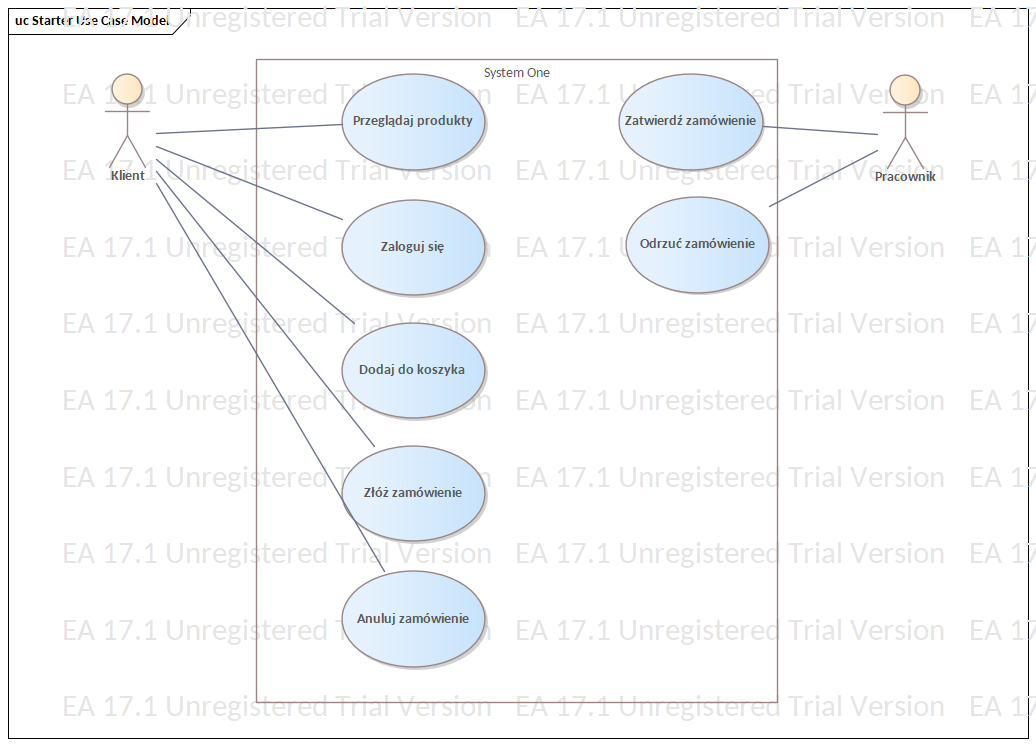 uc Starter Use Case Model
System One
Klient
Pracownik
Przeglądaj produkty
Zatwierdź zamówienie
Zaloguj się
Odrzuć zamówienie
Dodaj do koszyka
Złóż zamówienie
Anuluj zamówienie
EA 17.1 Unregistered Trial Version EA 17.1 Unregistered Trial Version EA 17
EA 17.1 Unregistered Trial Version EA 17.1 Unregistered Trial Version EA 17
EA 17.1 Unregistered Trial Version EA 17.1 Unregistered Trial Version EA 17
EA 17.1 Unregistered Trial Version EA 17.1 Unregistered Trial Version EA 17
EA 17.1 Unregistered Trial Version EA 17.1 Unregistered Trial Version EA 17
EA 17.1 Unregistered Trial Version EA 17.1 Unregistered Trial Version EA 17
EA 17.1 Unregistered Trial Version EA 17.1 Unregistered Trial Version EA 17
EA 17.1 Unregistered Trial Version EA 17.1 Unregistered Trial Version EA 17
EA 17.1 Unregistered Trial Version EA 17.1 Unregistered Trial Version EA 17
EA 17.1 Unregistered Trial Version EA 17.1 Unregistered Trial Version EA 17